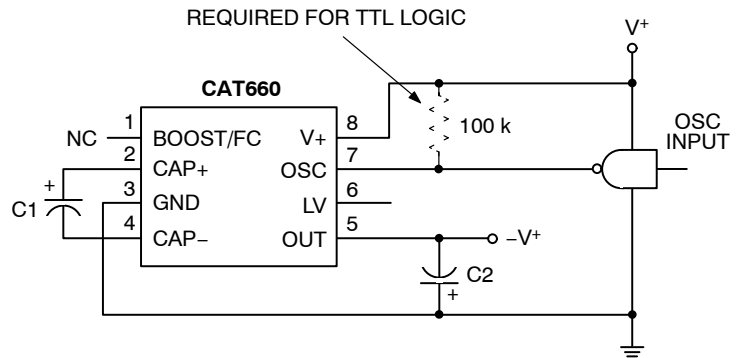 REQUIRED FOR TTL LOGIC
V+
CAT660
1
8
NC
BOOST/FC
V+
100 k
OSC
INPUT
2
7
CAP+
OSC
+
C1
3
6
GND
LV
4
5
CAP−
OUT
−V+
C2
+